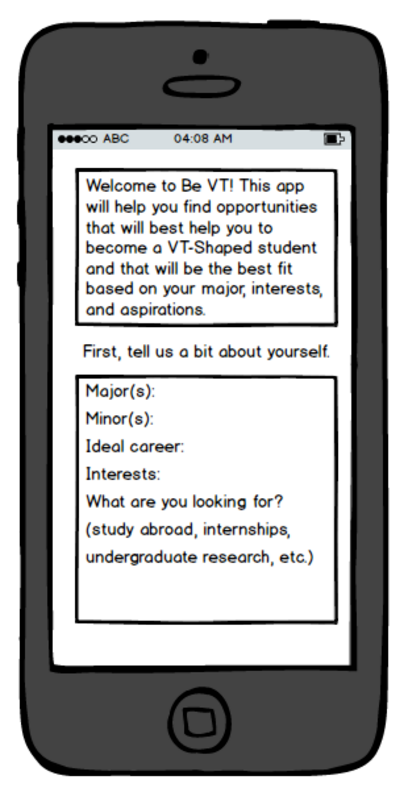 ABC 04:08 AM
Welcome to Be VT! This app
will help you find opportunities
that will best help you to
become a VT-Shaped student
and that will be the best fit
based on your major, interests,
and aspirations.
First, tell us a bit about yourself.
Major(s):
Minor(s):
Ideal career:
Interests:
What are you looking for?
(study abroad, internships,
undergraduate research, etc.)